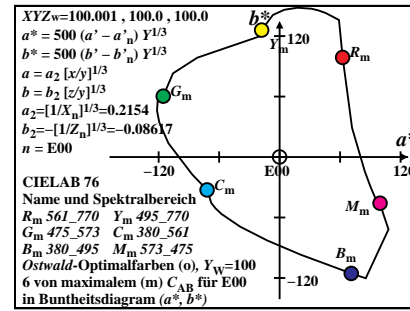 XYZw=100.001, 100.0, 100.0
a* = 500 (a' – a'n) Y1/3
b* = 500 (b' – b'n) Y1/3
a = a2 [x/y]1/3
b = b2 [z/y]1/3
a2=[1/Xn]1/3=0.2154
b2=–[1/Zn]1/3=–0.08617
n = E00
b*
Ym
120
Rm
Gm
a*
–120
E00
120
CIELAB 76
Name und Spektralbereich
Rm 561_770 Ym 495_770
Gm 475_573 Cm 380_561
Bm 380_495 Mm 573_475
Ostwald-Optimalfarben (o), YW=100
6 von maximalem (m) CAB für E00
in Buntheitsdiagram (a*, b*)
Cm
Mm
Bm
–120